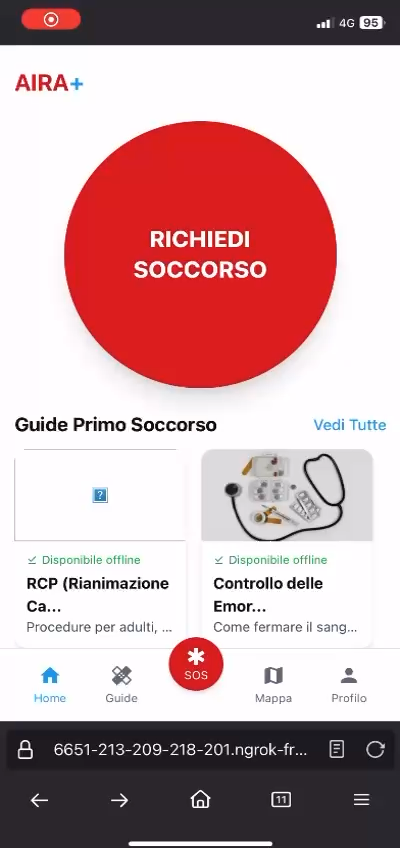 4G 95
AIRA+
RICHIEDI
SOCCORSO
Guide Primo Soccorso
Vedi Tutte
?
Disponibile offline
RCP (Rianimazione
Ca...
Procedure per adulti, ...
Disponibile offline
Controllo delle
Emor...
Come fermare il sang...
Home
Guide
SOS
Mappa
Profilo
6651-213-209-218-201.ngrok-fr...
11